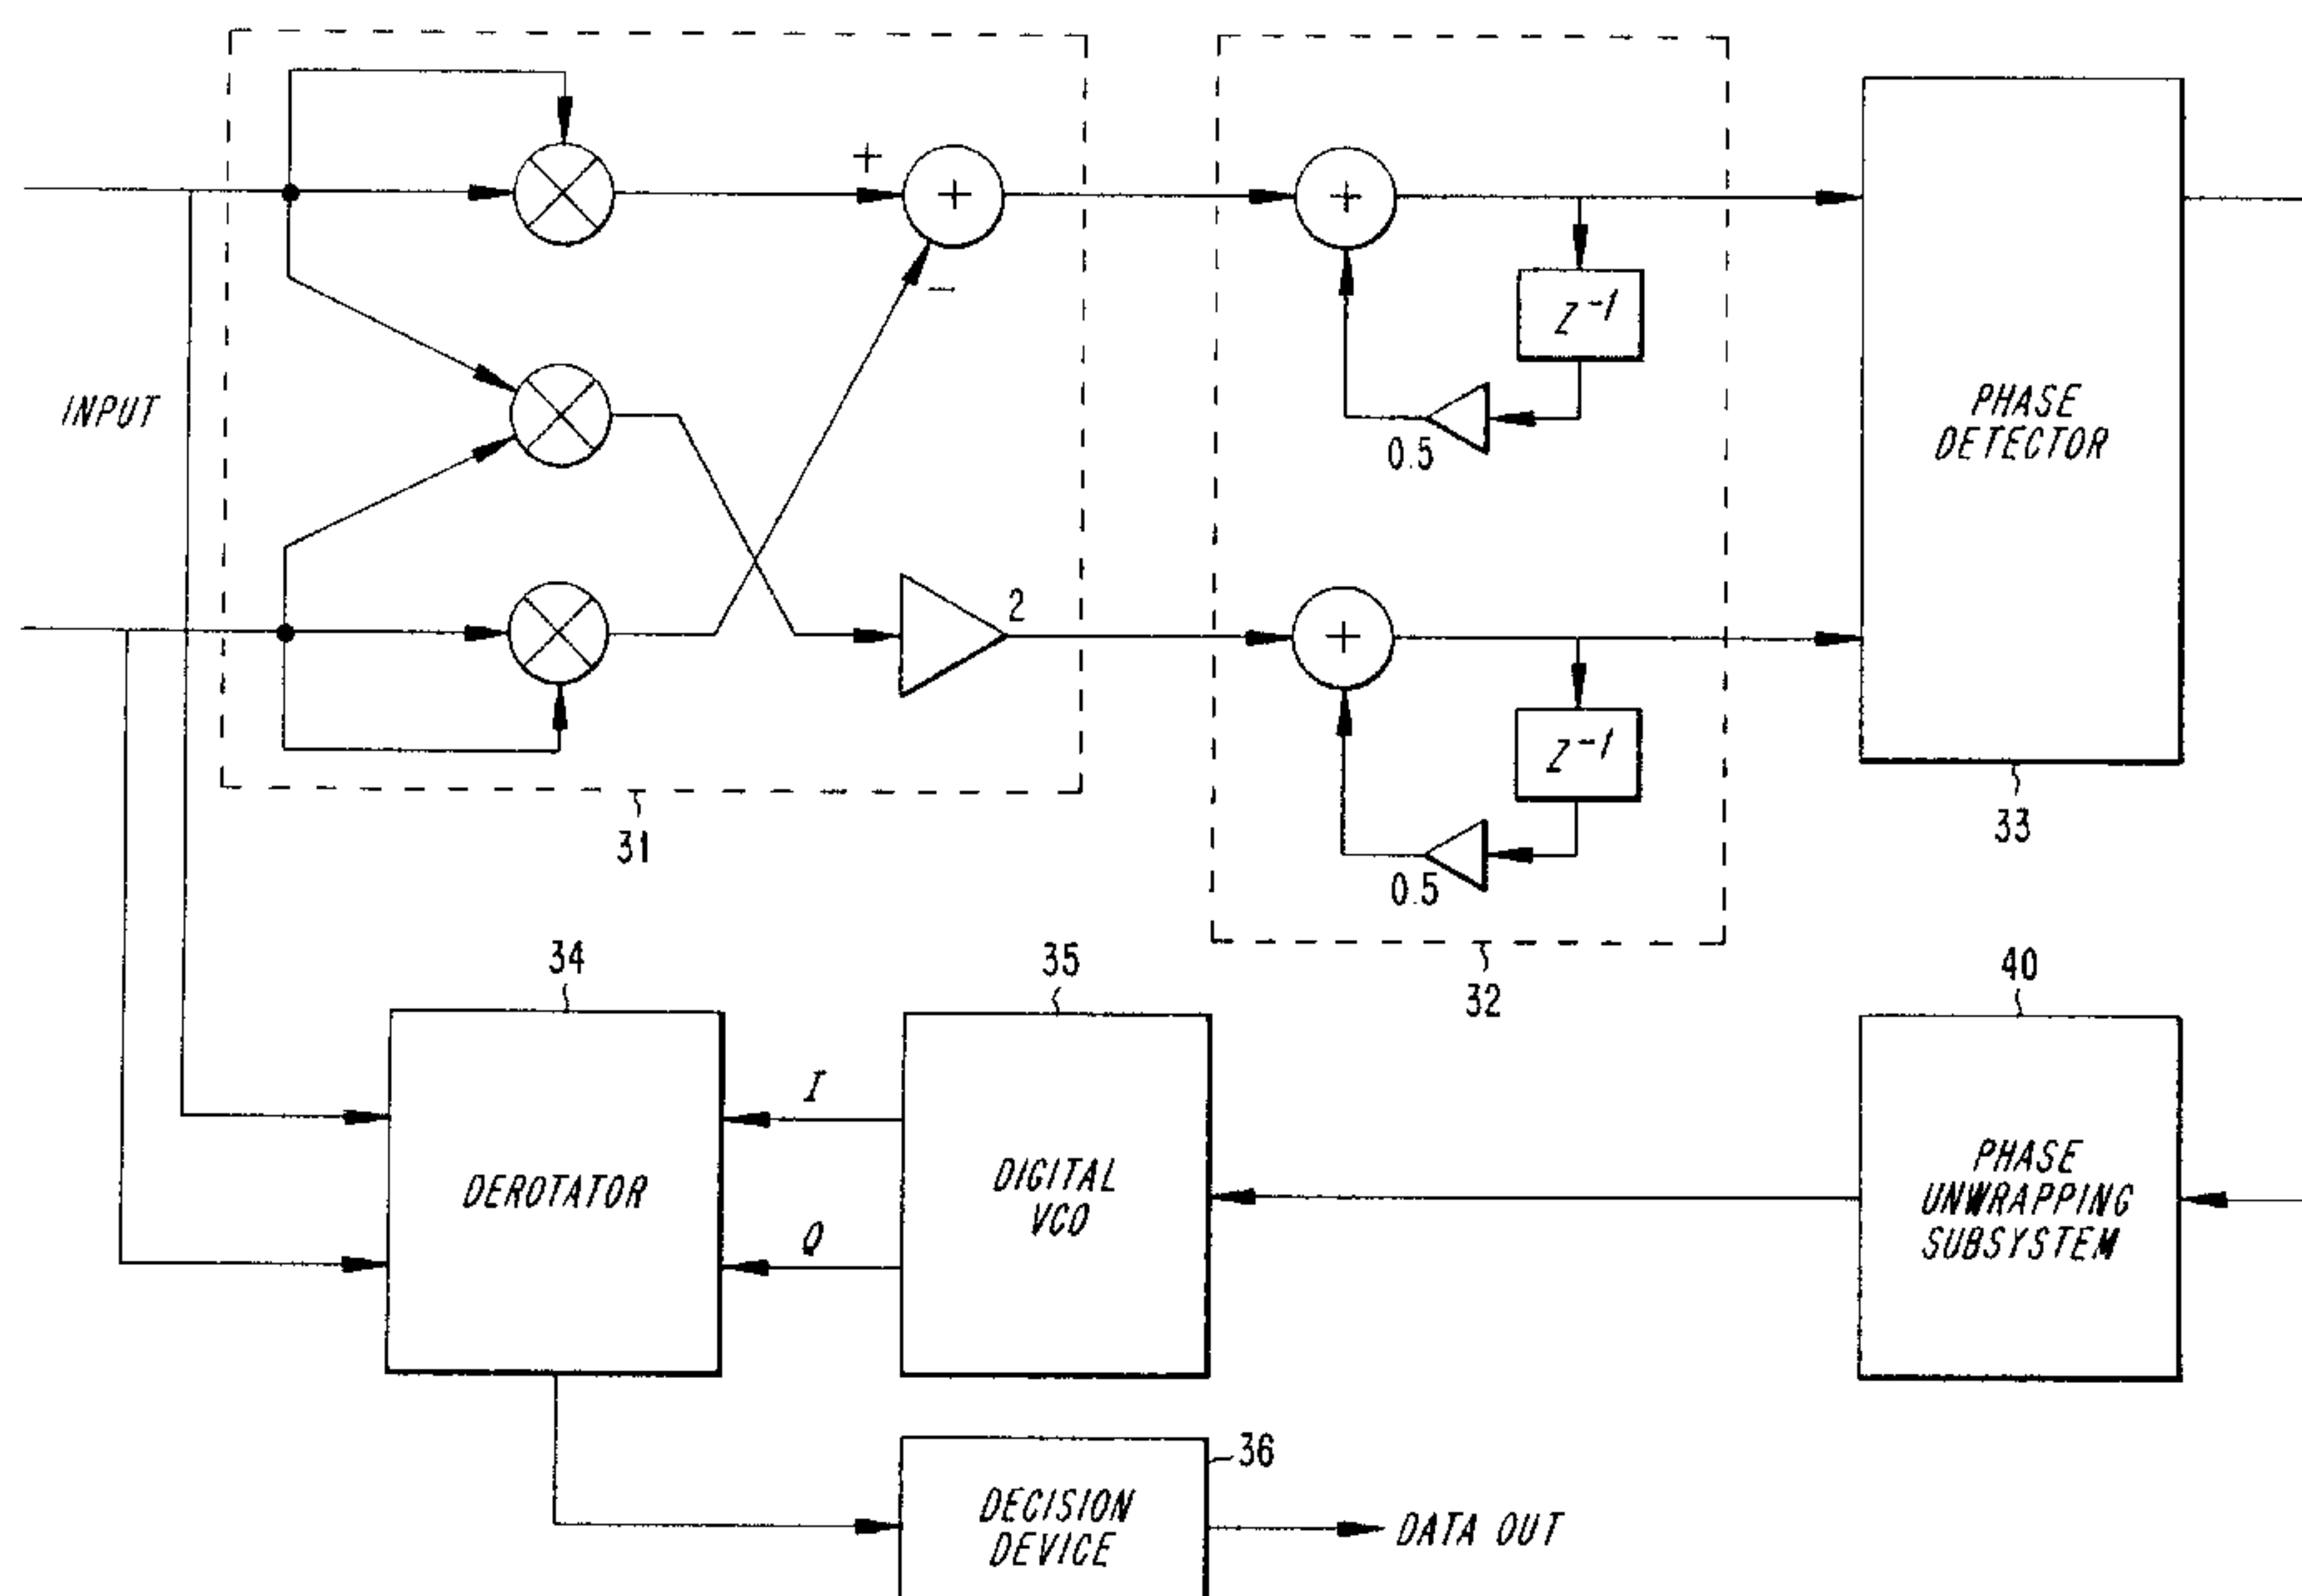 +
+
+
−
Z⁻¹
INPUT
0.5
PHASE
DETECTOR
2
+
Z⁻¹
31
33
0.5
34
35
32
40
I
DEROTATOR
DIGITAL
VCO
Q
PHASE
UNWRAPPING
SUBSYSTEM
36
DECISION
DEVICE
DATA OUT